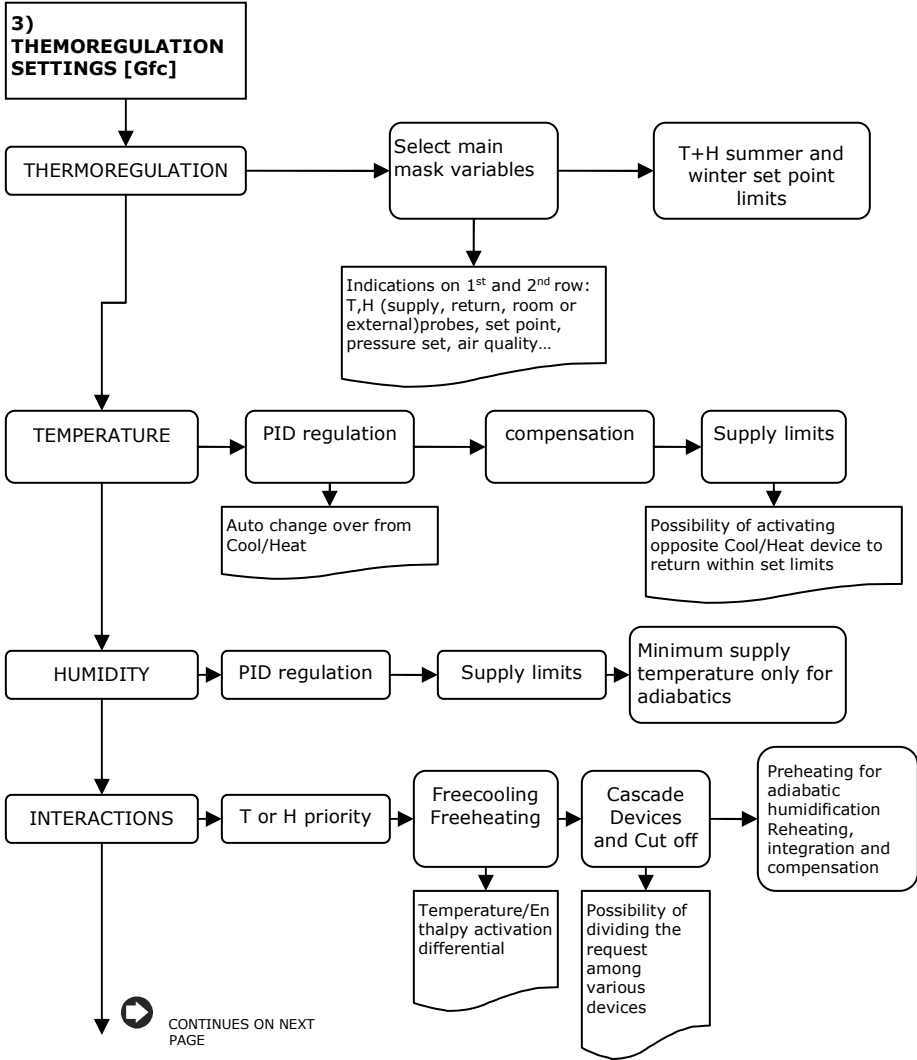 3)
THEMOREGULATION
SETTINGS [Gfc]
THERMOREGULATION
Select main
mask variables
T+H summer and
winter set point
limits
Indications on 1st and 2nd row:
T,H (supply, return, room or
external)probes, set point,
pressure set, air quality…
TEMPERATURE
PID regulation
compensation
Supply limits
Auto change over from
Cool/Heat
Possibility of activating
opposite Cool/Heat device to
return within set limits
HUMIDITY
PID regulation
Supply limits
Minimum supply
temperature only for
adiabatics
INTERACTIONS
T or H priority
Freecooling
Freeheating
Cascade
Devices
and Cut off
Preheating for
adiabatic
humidification
Reheating,
integration and
compensation
Temperature/En
thalpy activation
differential
Possibility of
dividing the
request
among
various
devices
CONTINUES ON NEXT
PAGE